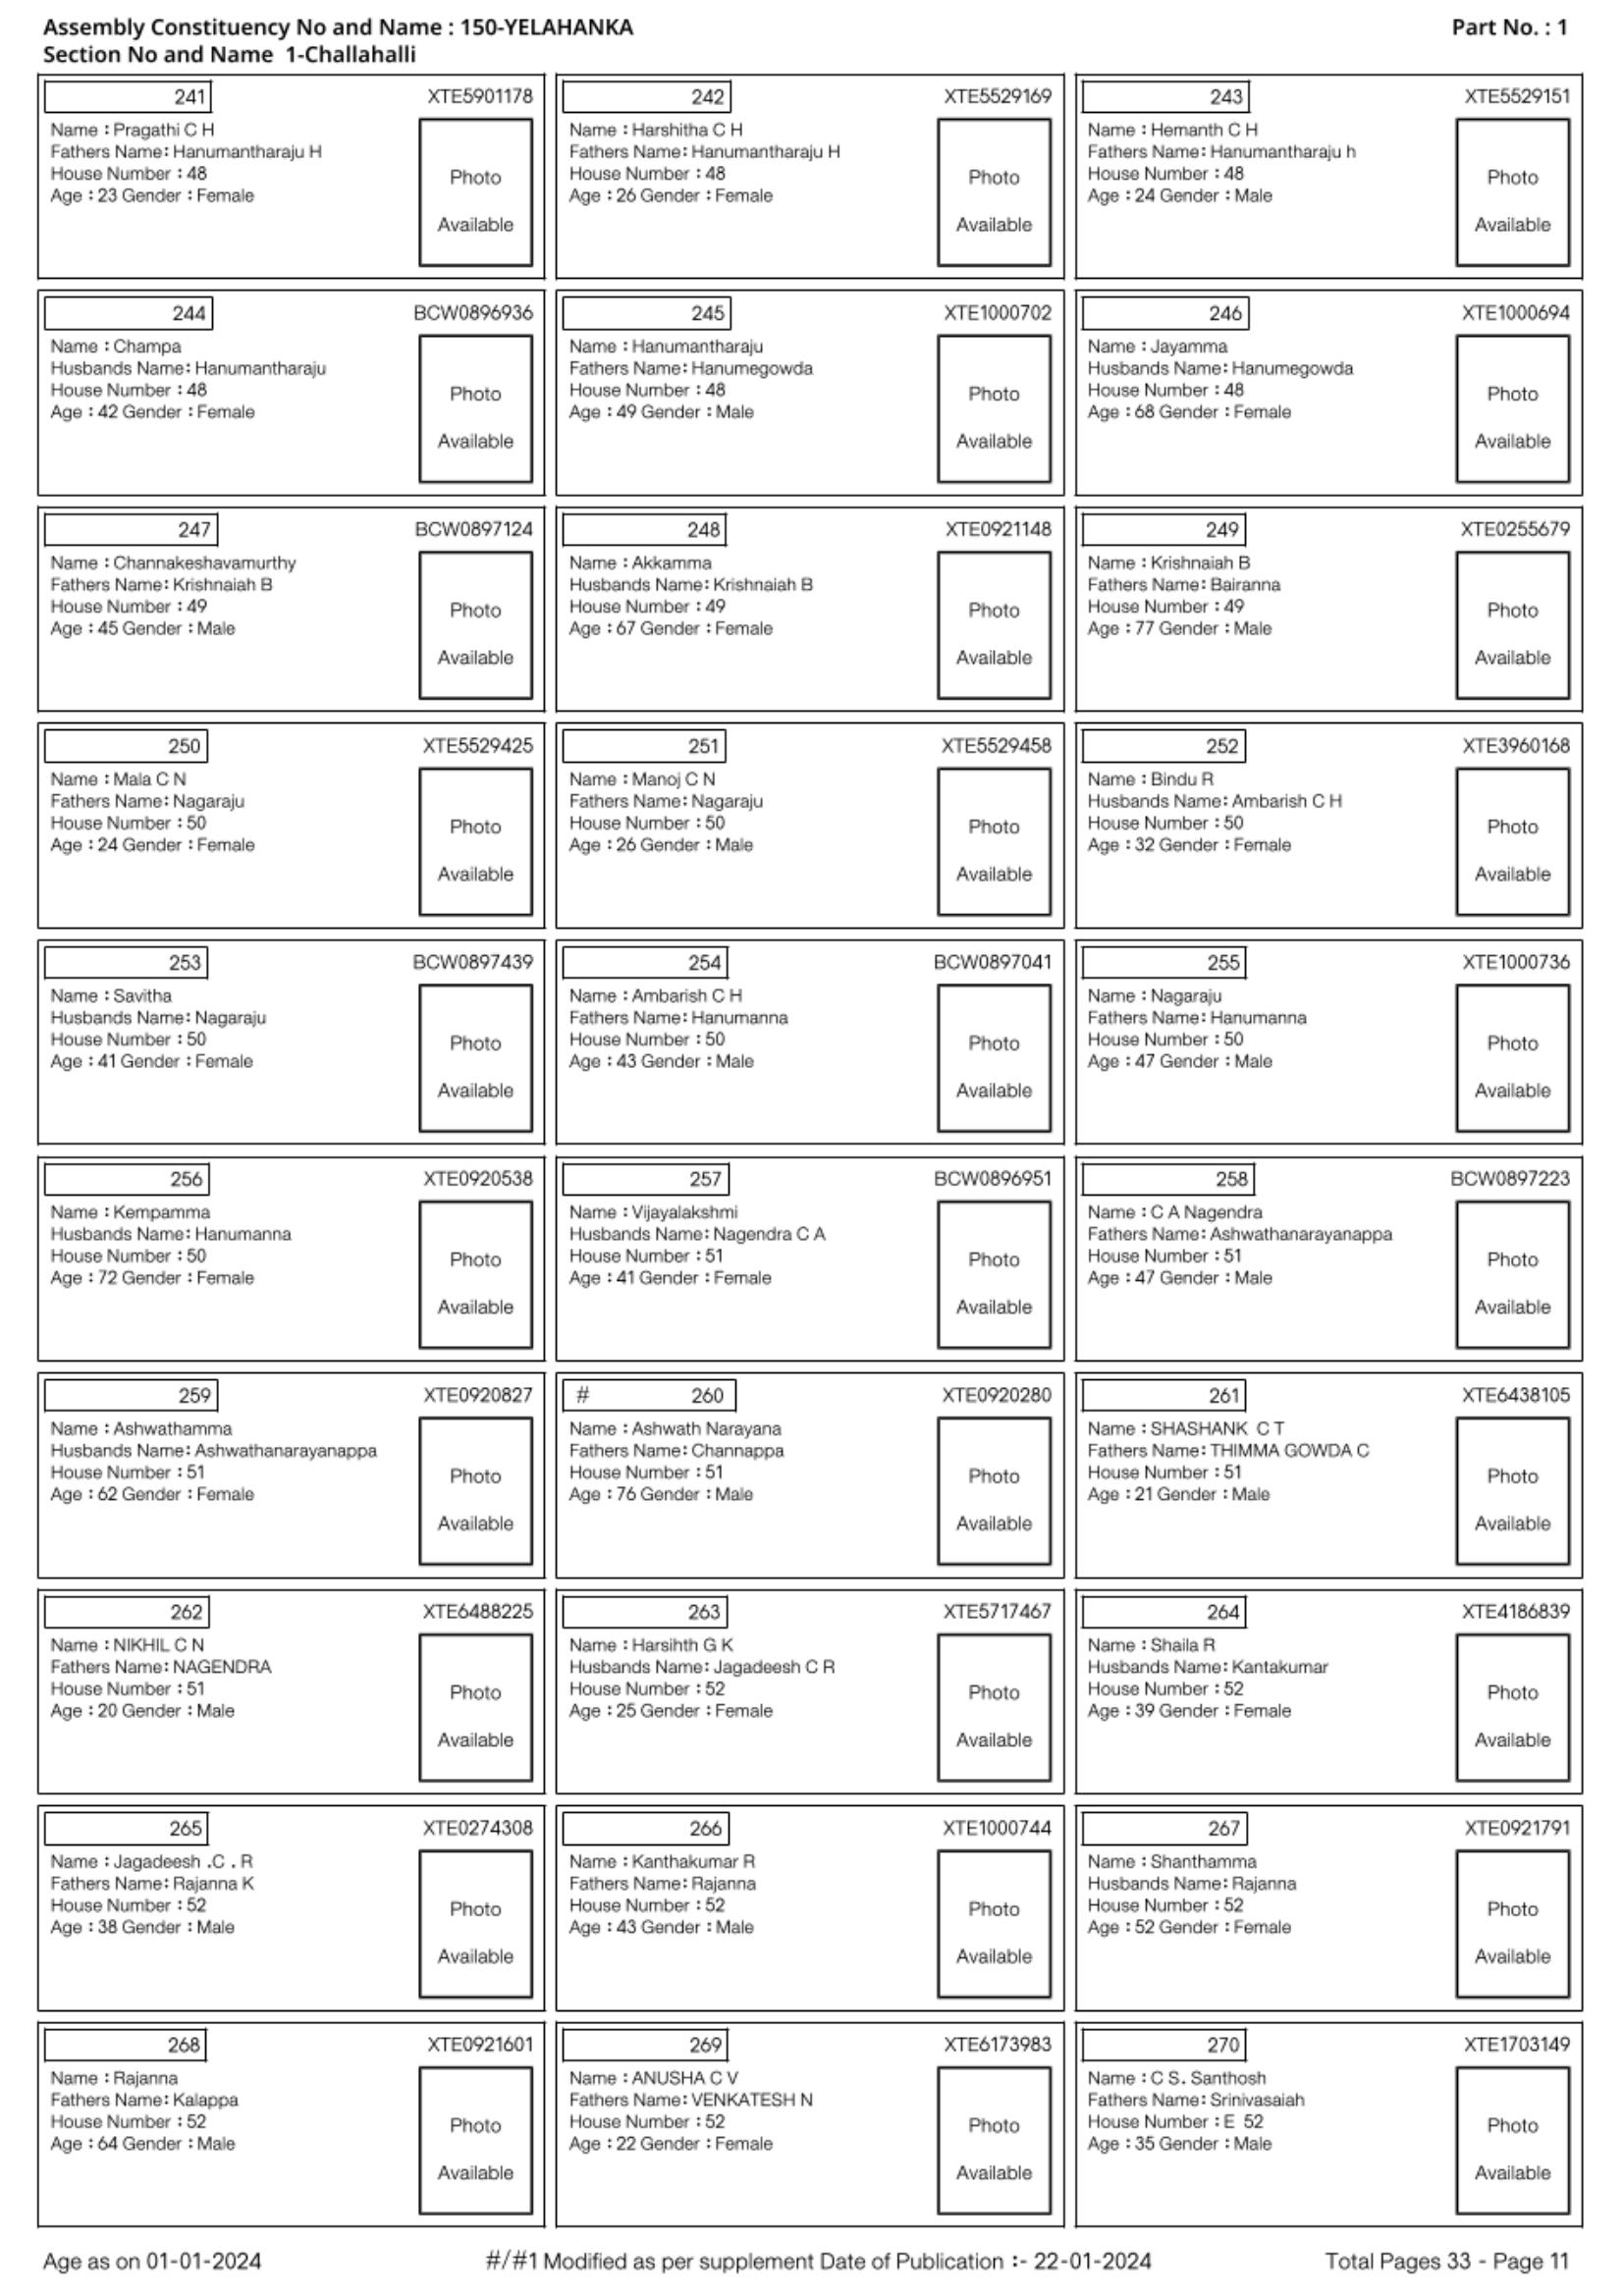 Assembly Constituency No and Name : 150-YELAHANKA
Part No. : 1
Section No and Name 1-Challahalli
241 XTE5901178
Name : Pragathi C H
Fathers Name: Hanumantharaju H
House Number : 48
Age : 23 Gender : Female
Photo
Available
242 XTE5529169
Name : Harshitha C H
Fathers Name: Hanumantharaju H
House Number : 48
Age : 26 Gender : Female
Photo
Available
243 XTE5529151
Name : Hemanth C H
Fathers Name: Hanumantharaju h
House Number : 48
Age : 24 Gender : Male
Photo
Available
244 BCW0896936
Name : Champa
Husbands Name: Hanumantharaju
House Number : 48
Age : 42 Gender : Female
Photo
Available
245 XTE1000702
Name : Hanumantharaju
Fathers Name: Hanumegowda
House Number : 48
Age : 49 Gender : Male
Photo
Available
246 XTE1000694
Name : Jayamma
Husbands Name: Hanumegowda
House Number : 48
Age : 68 Gender : Female
Photo
Available
247 BCW0897124
Name : Channakeshavamurthy
Fathers Name: Krishnaiah B
House Number : 49
Age : 45 Gender : Male
Photo
Available
248 XTE0921148
Name : Akkamma
Husbands Name: Krishnaiah B
House Number : 49
Age : 67 Gender : Female
Photo
Available
249 XTE0255679
Name : Krishnaiah B
Fathers Name: Bairanna
House Number : 49
Age : 77 Gender : Male
Photo
Available
250 XTE5529425
Name : Mala C N
Fathers Name: Nagaraju
House Number : 50
Age : 24 Gender : Female
Photo
Available
251 XTE5529458
Name : Manoj C N
Fathers Name: Nagaraju
House Number : 50
Age : 26 Gender : Male
Photo
Available
252 XTE3960168
Name : Bindu R
Husbands Name: Ambarish C H
House Number : 50
Age : 32 Gender : Female
Photo
Available
253 BCW0897439
Name : Savitha
Husbands Name: Nagaraju
House Number : 50
Age : 41 Gender : Female
Photo
Available
254 BCW0897041
Name : Ambarish C H
Fathers Name: Hanumanna
House Number : 50
Age : 43 Gender : Male
Photo
Available
255 XTE1000736
Name : Nagaraju
Fathers Name: Hanumanna
House Number : 50
Age : 47 Gender : Male
Photo
Available
256 XTE0920538
Name : Kempamma
Husbands Name: Hanumanna
House Number : 50
Age : 72 Gender : Female
Photo
Available
257 BCW0896951
Name : Vijayalakshmi
Husbands Name: Nagendra C A
House Number : 51
Age : 41 Gender : Female
Photo
Available
258 BCW0897223
Name : C A Nagendra
Fathers Name: Ashwathanarayanappa
House Number : 51
Age : 47 Gender : Male
Photo
Available
259 XTE0920827
Name : Ashwathamma
Husbands Name: Ashwathanarayanappa
House Number : 51
Age : 62 Gender : Female
Photo
Available
# 260 XTE0920280
Name : Ashwath Narayana
Fathers Name: Channappa
House Number : 51
Age : 76 Gender : Male
Photo
Available
261 XTE6438105
Name : SHASHANK C T
Fathers Name: THIMMA GOWDA C
House Number : 51
Age : 21 Gender : Male
Photo
Available
262 XTE6488225
Name : NIKHIL C N
Fathers Name: NAGENDRA
House Number : 51
Age : 20 Gender : Male
Photo
Available
263 XTE5717467
Name : Harsihth G K
Husbands Name: Jagadeesh C R
House Number : 52
Age : 25 Gender : Female
Photo
Available
264 XTE4186839
Name : Shaila R
Husbands Name: Kantakumar
House Number : 52
Age : 39 Gender : Female
Photo
Available
265 XTE0274308
Name : Jagadeesh .C . R
Fathers Name: Rajanna K
House Number : 52
Age : 38 Gender : Male
Photo
Available
266 XTE1000744
Name : Kanthakumar R
Fathers Name: Rajanna
House Number : 52
Age : 43 Gender : Male
Photo
Available
267 XTE0921791
Name : Shanthamma
Husbands Name: Rajanna
House Number : 52
Age : 52 Gender : Female
Photo
Available
268 XTE0921601
Name : Rajanna
Fathers Name: Kalappa
House Number : 52
Age : 64 Gender : Male
Photo
Available
269 XTE6173983
Name : ANUSHA C V
Fathers Name: VENKATESH N
House Number : 52
Age : 22 Gender : Female
Photo
Available
270 XTE1703149
Name : C S. Santhosh
Fathers Name: Srinivasaiah
House Number : E 52
Age : 35 Gender : Male
Photo
Available
Age as on 01-01-2024
#/#1 Modified as per supplement Date of Publication :- 22-01-2024
Total Pages 33 - Page 11